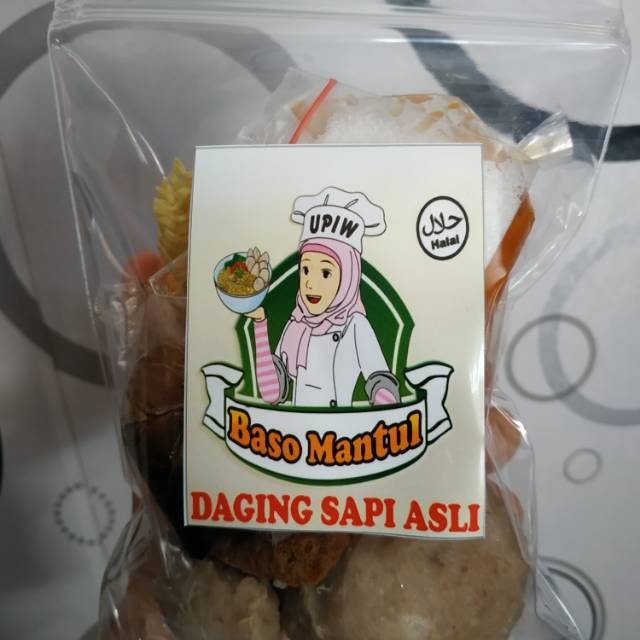 UPIW
حلال
Halal
Baso Mantul
DAGING SAPI ASLI